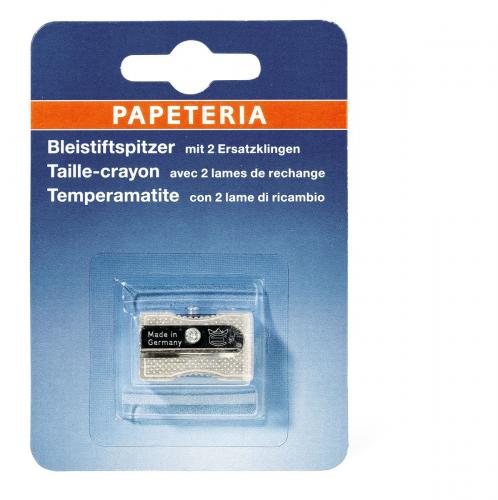 PAPETERIA
Bleistiftspitzer mit 2 Ersatzklingen
Taille-crayon avec 2 lames de rechange
Temperamatite con 2 lame di ricambio
Made in
Germany